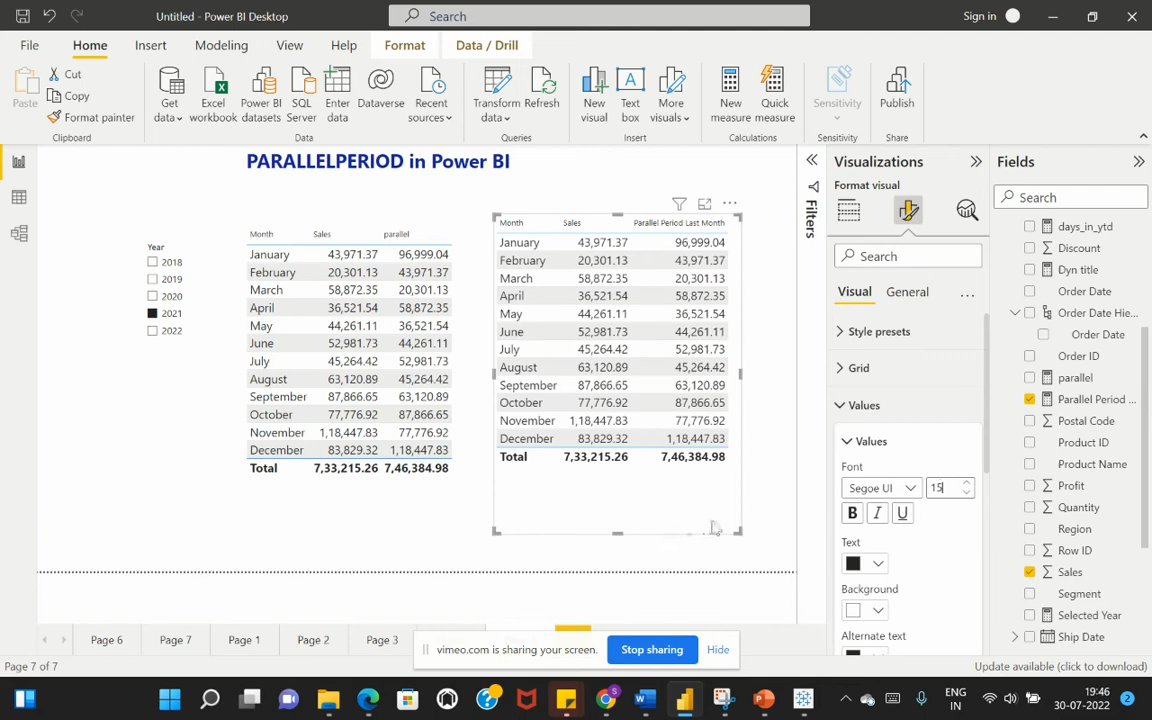 Untitled - Power BI Desktop
Search
Sign in
File
Home
Insert
Modeling
View
Help
Format
Data / Drill
Paste
Cut
Copy
Format painter
Clipboard
Get data
Excel workbook
Power BI datasets
SQL Server
Enter data
Dataverse
Recent sources
Data
Transform data
Refresh
Queries
New visual
Text box
More visuals
Insert
New measure
Quick measure
Calculations
Sensitivity
Sensitivity
Publish
Share
PARALLELPERIOD in Power BI
Year
2018
2019
2020
2021
2022
Month Sales parallel
January 43,971.37 96,999.04
February 20,301.13 43,971.37
March 58,872.35 20,301.13
April 36,521.54 58,872.35
May 44,261.11 36,521.54
June 52,981.73 44,261.11
July 45,264.42 52,981.73
August 63,120.89 45,264.42
September 87,866.65 63,120.89
October 77,776.92 87,866.65
November 1,18,447.83 77,776.92
December 83,829.32 1,18,447.83
Total 7,33,215.26 7,46,384.98
Month Sales Parallel Period Last Month
January 43,971.37 96,999.04
February 20,301.13 43,971.37
March 58,872.35 20,301.13
April 36,521.54 58,872.35
May 44,261.11 36,521.54
June 52,981.73 44,261.11
July 45,264.42 52,981.73
August 63,120.89 45,264.42
September 87,866.65 63,120.89
October 77,776.92 87,866.65
November 1,18,447.83 77,776.92
December 83,829.32 1,18,447.83
Total 7,33,215.26 7,46,384.98
Filters
Visualizations
Format visual
Search
Visual
General
Style presets
Grid
Values
Values
Font
Segoe UI
15
B
I
U
Text
Background
Alternate text
Fields
Search
days_in_ytd
Discount
Dyn title
Order Date
Order Date Hie...
Order Date
Order ID
parallel
Parallel Period ...
Postal Code
Product ID
Product Name
Profit
Quantity
Region
Row ID
Sales
Segment
Selected Year
Ship Date
Page 6
Page 7
Page 1
Page 2
Page 3
vimeo.com is sharing your screen.
Stop sharing
Hide
Page 7 of 7
Update available (click to download)
ENG
IN
19:46
30-07-2022
2